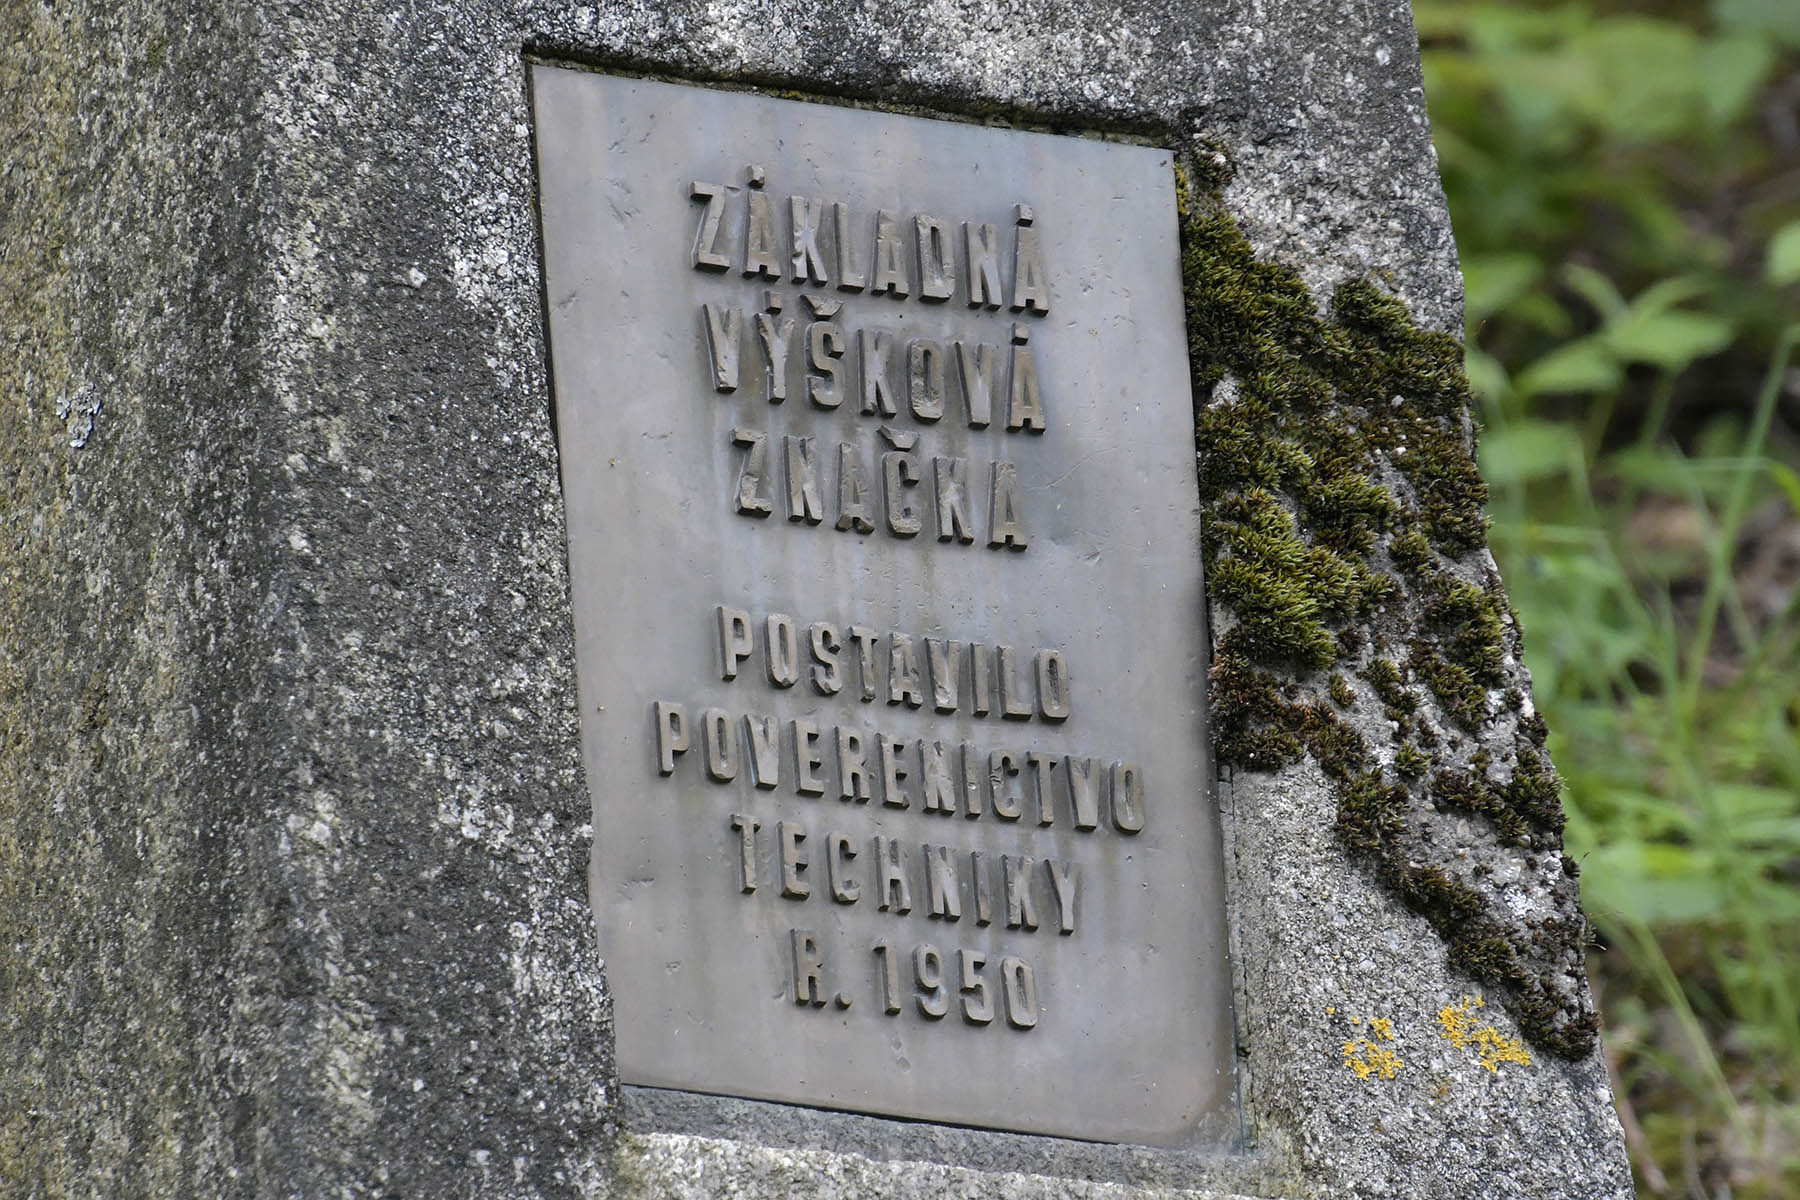 ZÁKLADNÁ
VÝŠKOVÁ
ZNAČKA
POSTAVILO
POVERENICTVO
TECHNIKY
R. 1950